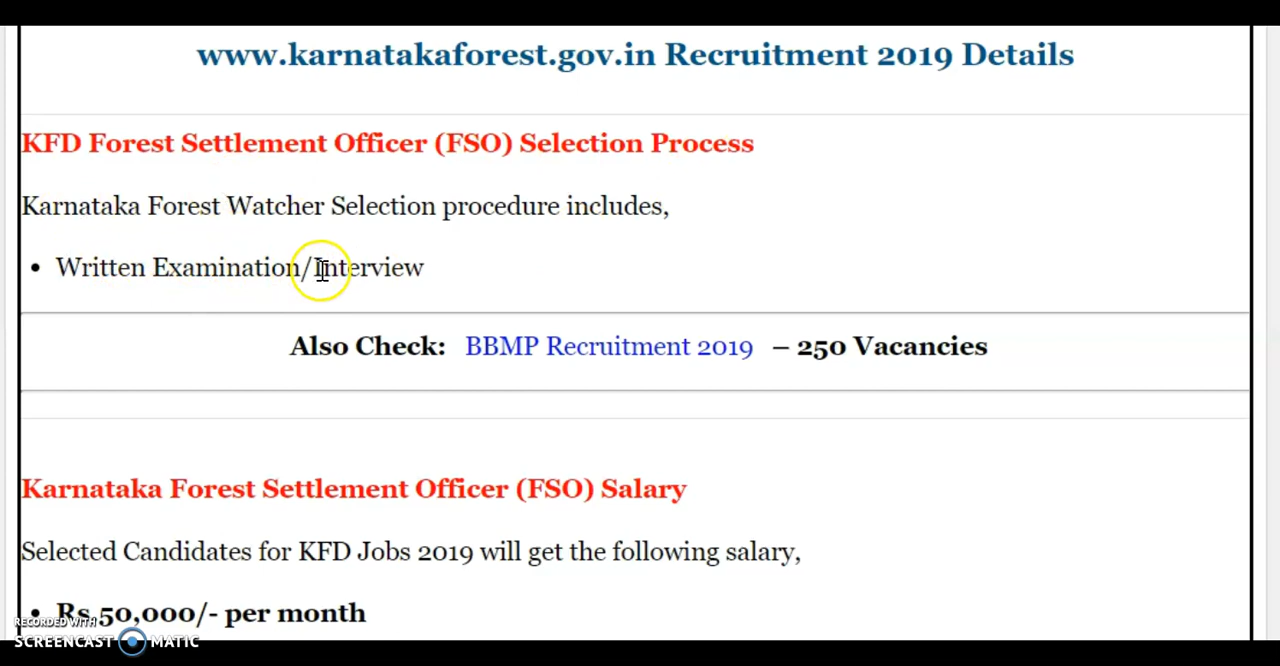 www.karnatakaforest.gov.in Recruitment 2019 Details
KFD Forest Settlement Officer (FSO) Selection Process
Karnataka Forest Watcher Selection procedure includes,
• Written Examination/Interview
Also Check: BBMP Recruitment 2019 – 250 Vacancies
Karnataka Forest Settlement Officer (FSO) Salary
Selected Candidates for KFD Jobs 2019 will get the following salary,
• Rs 50,000/- per month
RECORDED WITH
SCREENCAST MATIC